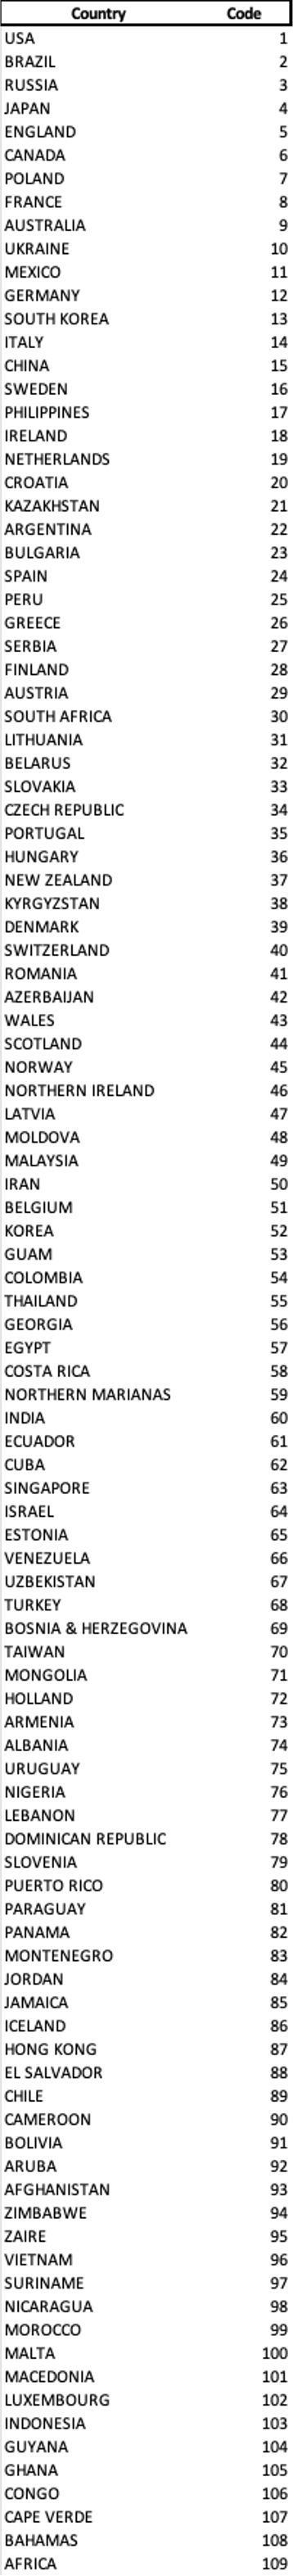 Country Code
USA 1
BRAZIL 2
RUSSIA 3
JAPAN 4
ENGLAND 5
CANADA 6
POLAND 7
FRANCE 8
AUSTRALIA 9
UKRAINE 10
MEXICO 11
GERMANY 12
SOUTH KOREA 13
ITALY 14
CHINA 15
SWEDEN 16
PHILIPPINES 17
IRELAND 18
NETHERLANDS 19
CROATIA 20
KAZAKHSTAN 21
ARGENTINA 22
BULGARIA 23
SPAIN 24
PERU 25
GREECE 26
SERBIA 27
FINLAND 28
AUSTRIA 29
SOUTH AFRICA 30
LITHUANIA 31
BELARUS 32
SLOVAKIA 33
CZECH REPUBLIC 34
PORTUGAL 35
HUNGARY 36
NEW ZEALAND 37
KYRGYZSTAN 38
DENMARK 39
SWITZERLAND 40
ROMANIA 41
AZERBAIJAN 42
WALES 43
SCOTLAND 44
NORWAY 45
NORTHERN IRELAND 46
LATVIA 47
MOLDOVA 48
MALAYSIA 49
IRAN 50
BELGIUM 51
KOREA 52
GUAM 53
COLOMBIA 54
THAILAND 55
GEORGIA 56
EGYPT 57
COSTA RICA 58
NORTHERN MARIANAS 59
INDIA 60
ECUADOR 61
CUBA 62
SINGAPORE 63
ISRAEL 64
ESTONIA 65
VENEZUELA 66
UZBEKISTAN 67
TURKEY 68
BOSNIA & HERZEGOVINA 69
TAIWAN 70
MONGOLIA 71
HOLLAND 72
ARMENIA 73
ALBANIA 74
URUGUAY 75
NIGERIA 76
LEBANON 77
DOMINICAN REPUBLIC 78
SLOVENIA 79
PUERTO RICO 80
PARAGUAY 81
PANAMA 82
MONTENEGRO 83
JORDAN 84
JAMAICA 85
ICELAND 86
HONG KONG 87
EL SALVADOR 88
CHILE 89
CAMEROON 90
BOLIVIA 91
ARUBA 92
AFGHANISTAN 93
ZIMBABWE 94
ZAIRE 95
VIETNAM 96
SURINAME 97
NICARAGUA 98
MOROCCO 99
MALTA 100
MACEDONIA 101
LUXEMBOURG 102
INDONESIA 103
GUYANA 104
GHANA 105
CONGO 106
CAPE VERDE 107
BAHAMAS 108
AFRICA 109